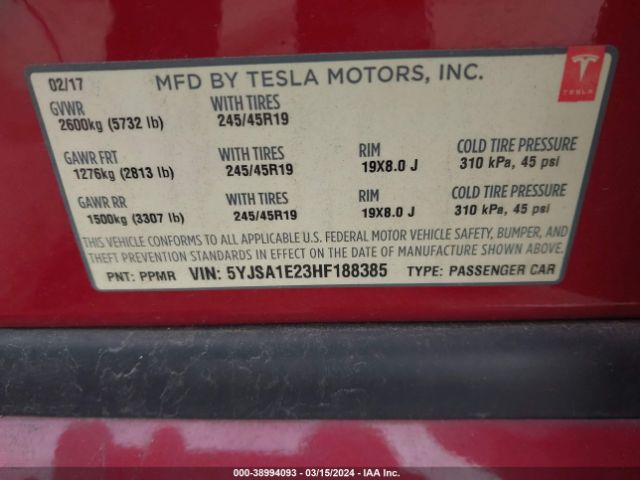 02/17 MFD BY TESLA MOTORS, INC.
TESLA
GVWR WITH TIRES
2600kg (5732 lb) 245/45R19
GAWR FRT WITH TIRES RIM COLD TIRE PRESSURE
1276kg (2813 lb) 245/45R19 19X8.0 J 310 kPa, 45 psi
GAWR RR WITH TIRES RIM COLD TIRE PRESSURE
1500kg (3307 lb) 245/45R19 19X8.0 J 310 kPa, 45 psi
THIS VEHICLE CONFORMS TO ALL APPLICABLE U.S. FEDERAL MOTOR VEHICLE SAFETY, BUMPER, AND
THEFT PREVENTION STANDARDS IN EFFECT ON THE DATE OF MANUFACTURE SHOWN ABOVE.
PNT: PPMR VIN: 5YJSA1E23HF188385 TYPE: PASSENGER CAR
000-38994093 - 03/15/2024 - IAA Inc.